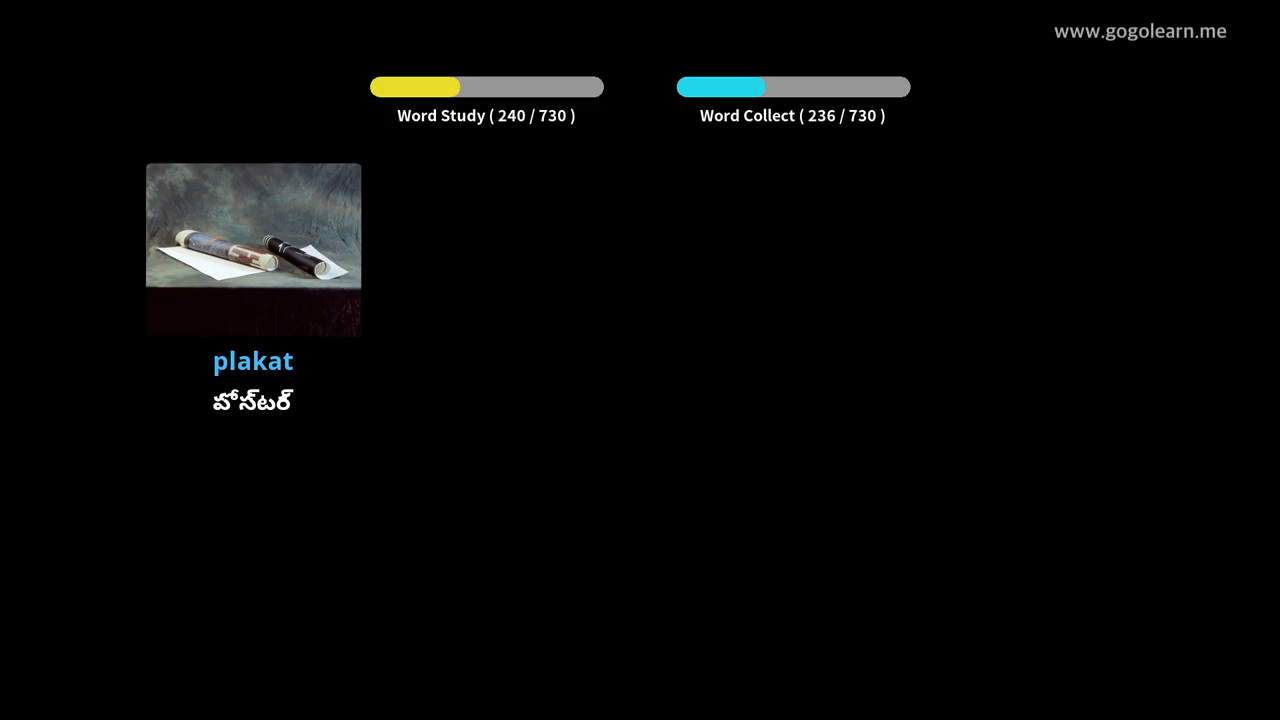 www.gogolearn.me
Word Study ( 240 / 730 )
Word Collect ( 236 / 730 )
plakat
పోస్టర్